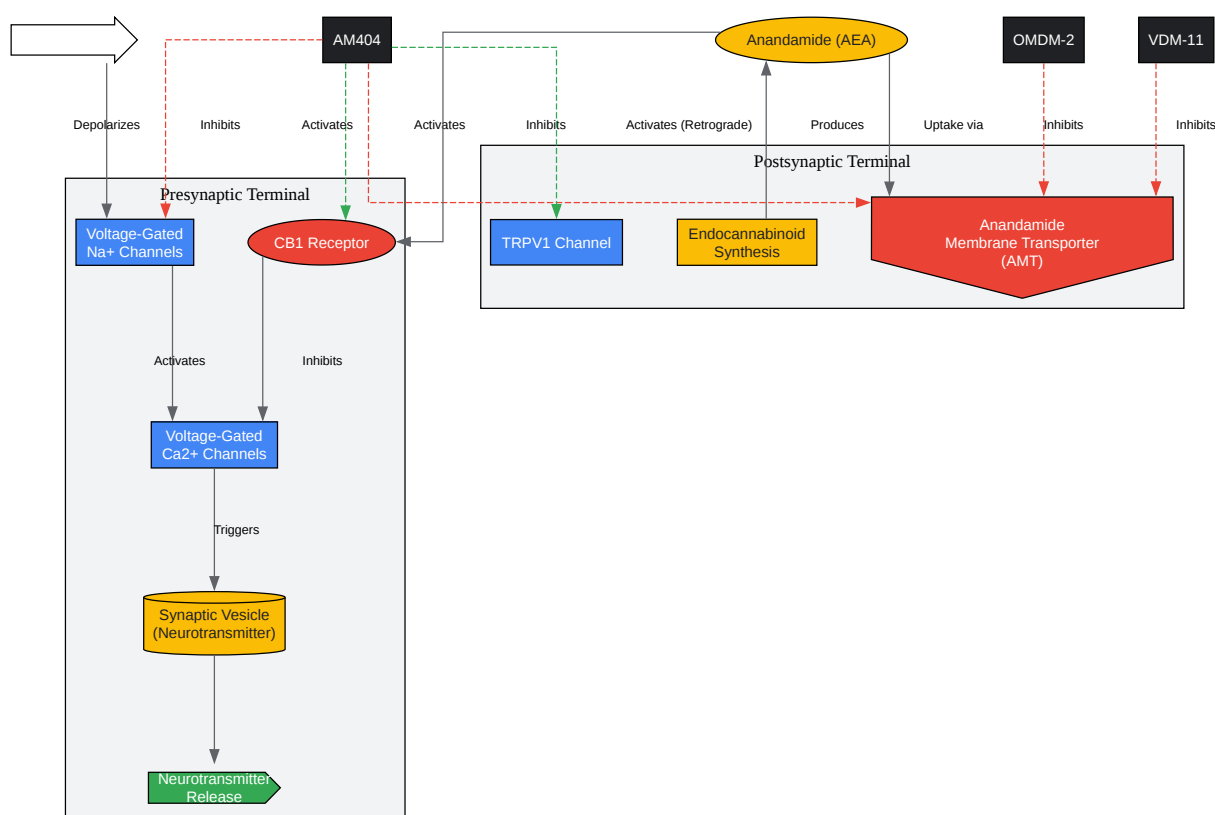 AM404
Anandamide (AEA)
OMDM-2
VDM-11
Depolarizes
Inhibits
Activates
Activates
Inhibits
Activates (Retrograde)
Produces
Uptake via
Inhibits
Inhibits
Presynaptic Terminal
Postsynaptic Terminal
Voltage-Gated
Na+ Channels
CB1 Receptor
TRPV1 Channel
Endocannabinoid
Synthesis
Anandamide
Membrane Transporter
(AMT)
Activates
Inhibits
Voltage-Gated
Ca2+ Channels
Triggers
Synaptic Vesicle
(Neurotransmitter)
Neurotransmitter
Release